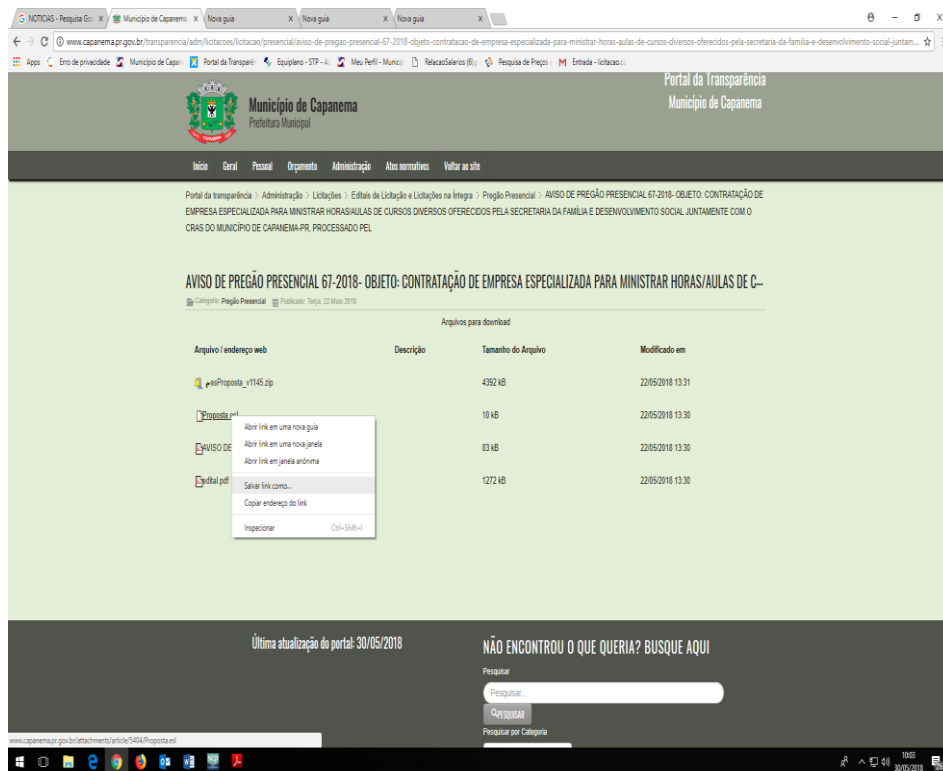 NOTICIAS - Pesquisa Goo
Município de Capanema
Nova guia
Nova guia
Nova guia
www.capanema.pr.gov.br/transparencia/adm/licitacoes/licitacao/presencial/aviso-de-pregao-presencial-67-2018-objeto-contratacao-de-empresa-especializada-para-ministrar-horas-aulas-de-cursos-diversos-oferecidos-pela-secretaria-da-familia-e-desenvolvimento-social-juntam...
Apps
Erro de privacidade
Município de Capan
Portal da Transparên
Equiplano - STP - Ac
Meu Perfil - Municíp
RelacaoSalarios (6).p
Pesquisa de Preços -
Entrada - licitacao.c
Portal da Transparência
Município de Capanema
Município de Capanema
Prefeitura Municipal
CAPANEMA
Início Geral Pessoal Orçamento Administração Atos normativos Voltar ao site
Portal da transparência > Administração > Licitações > Editais de Licitação e Licitações na Íntegra > Pregão Presencial > AVISO DE PREGÃO PRESENCIAL 67-2018- OBJETO: CONTRATAÇÃO DE
EMPRESA ESPECIALIZADA PARA MINISTRAR HORAS/AULAS DE CURSOS DIVERSOS OFERECIDOS PELA SECRETARIA DA FAMÍLIA E DESENVOLVIMENTO SOCIAL JUNTAMENTE COM O
CRAS DO MUNICÍPIO DE CAPANEMA-PR, PROCESSADO PEL
AVISO DE PREGÃO PRESENCIAL 67-2018- OBJETO: CONTRATAÇÃO DE EMPRESA ESPECIALIZADA PARA MINISTRAR HORAS/AULAS DE C...
Categoria: Pregão Presencial Publicado: Terça, 22 Maio 2018
Arquivos para download
Arquivo / endereço web Descrição Tamanho do Arquivo Modificado em
esProposta_v1145.zip 4392 kB 22/05/2018 13:31
Proposta.esl 10 kB 22/05/2018 13:30
AVISO DE 83 kB 22/05/2018 13:30
edital.pdf 1272 kB 22/05/2018 13:30
Abrir link em uma nova guia
Abrir link em uma nova janela
Abrir link em janela anônima
Salvar link como...
Copiar endereço do link
Inspecionar Ctrl+Shift+I
Última atualização do portal: 30/05/2018
NÃO ENCONTROU O QUE QUERIA? BUSQUE AQUI
Pesquisar
Pesquisar...
PESQUISAR
Pesquisar por Categoria
www.capanema.pr.gov.br/attachments/article/5404/Proposta.esl
10:03
30/05/2018